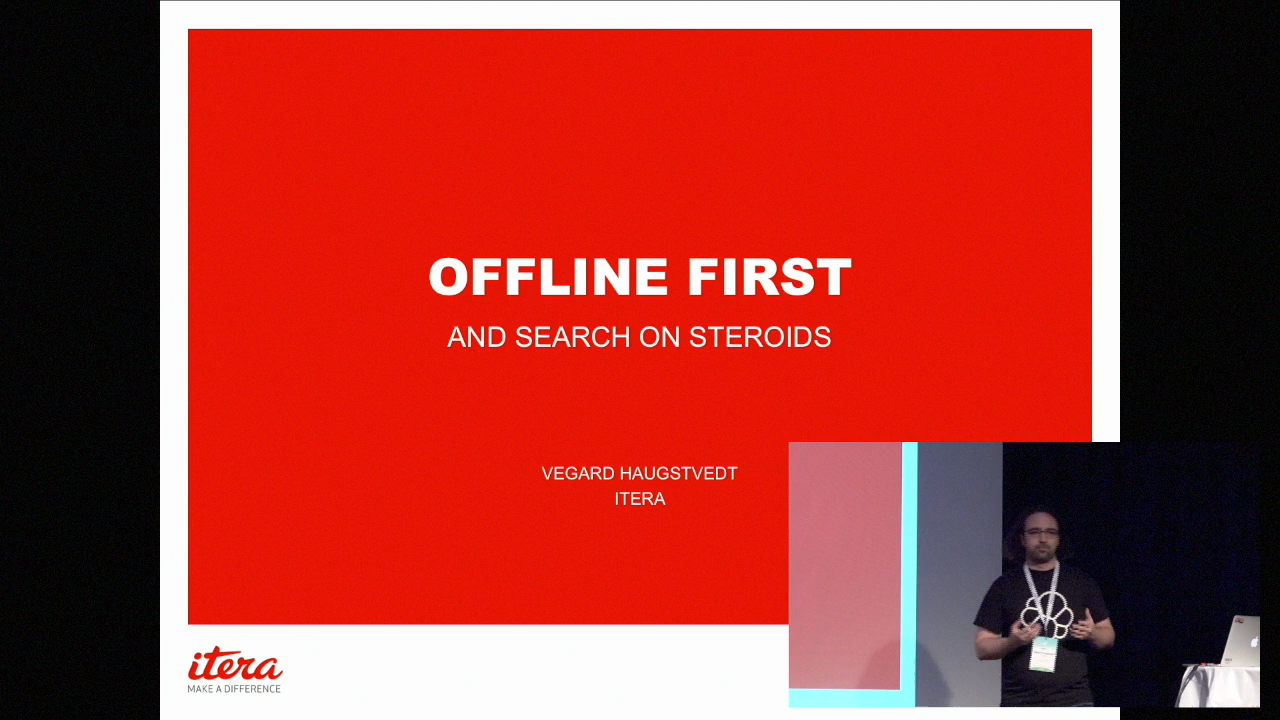 OFFLINE FIRST
AND SEARCH ON STEROIDS
VEGARD HAUGSTVEDT
ITERA
itera
MAKE A DIFFERENCE